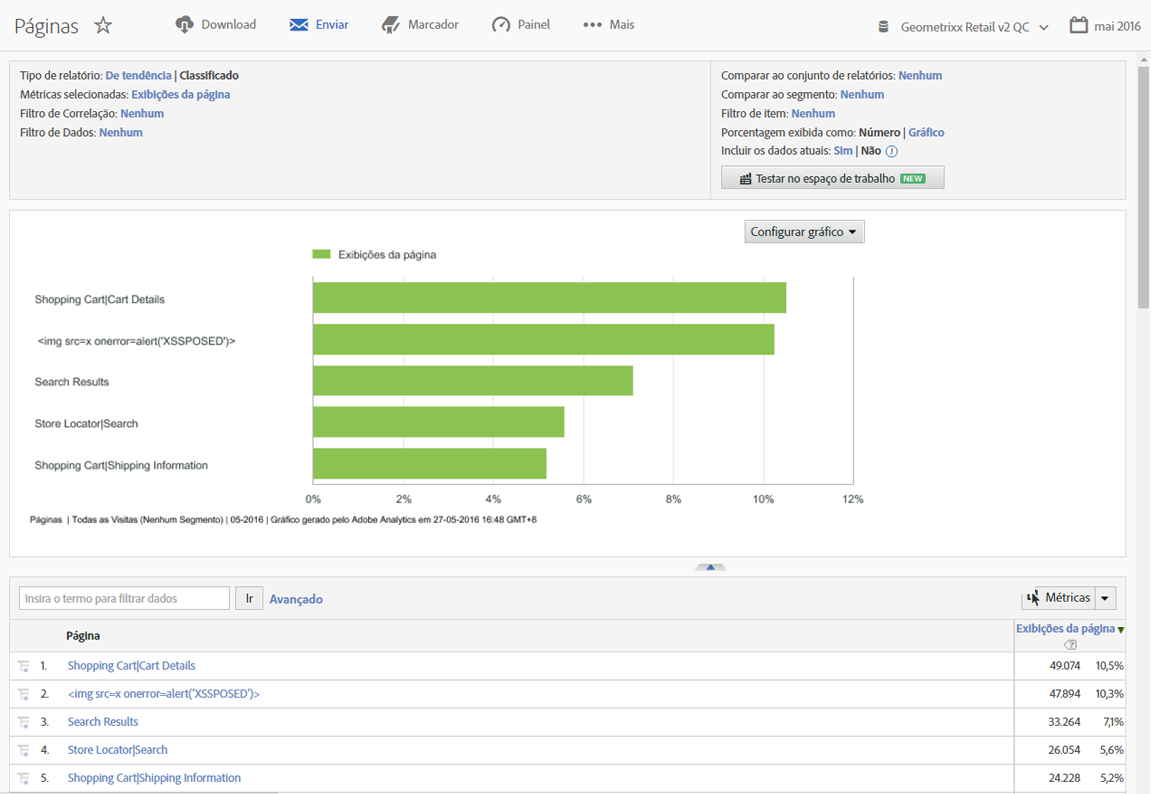 Páginas
Download
Enviar
Marcador
Painel
Mais
Geometrixx Retail v2 QC
mai 2016
Tipo de relatório: De tendência | Classificado
Métricas selecionadas: Exibições da página
Filtro de Correlação: Nenhum
Filtro de Dados: Nenhum
Comparar ao conjunto de relatórios: Nenhum
Comparar ao segmento: Nenhum
Filtro de item: Nenhum
Porcentagem exibida como: Número | Gráfico
Incluir os dados atuais: Sim | Não
Testar no espaço de trabalho NEW
Configurar gráfico
Exibições da página
Shopping Cart|Cart Details
<img src=x onerror=alert('XSSPOSED')>
Search Results
Store Locator|Search
Shopping Cart|Shipping Information
0% 2% 4% 6% 8% 10% 12%
Páginas | Todas as Visitas (Nenhum Segmento) | 05-2016 | Gráfico gerado pelo Adobe Analytics em 27-05-2016 16:48 GMT+8
Insira o termo para filtrar dados
Ir
Avançado
Métricas
Página
Exibições da página
1. Shopping Cart|Cart Details 49.074 10,5%
2. <img src=x onerror=alert('XSSPOSED')> 47.894 10,3%
3. Search Results 33.264 7,1%
4. Store Locator|Search 26.054 5,6%
5. Shopping Cart|Shipping Information 24.228 5,2%